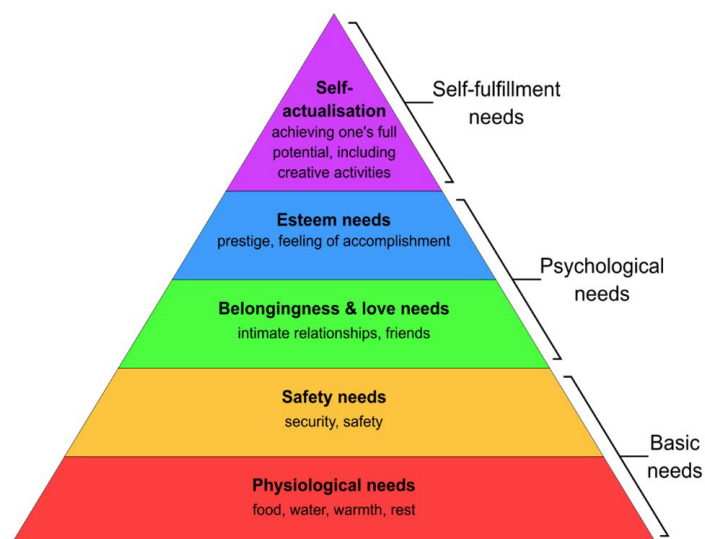 Self-
actualisation
achieving one's full
potential, including
creative activities
Self-fulfillment
needs
Esteem needs
prestige, feeling of accomplishment
Psychological
needs
Belongingness & love needs
intimate relationships, friends
Safety needs
security, safety
Basic
needs
Physiological needs
food, water, warmth, rest